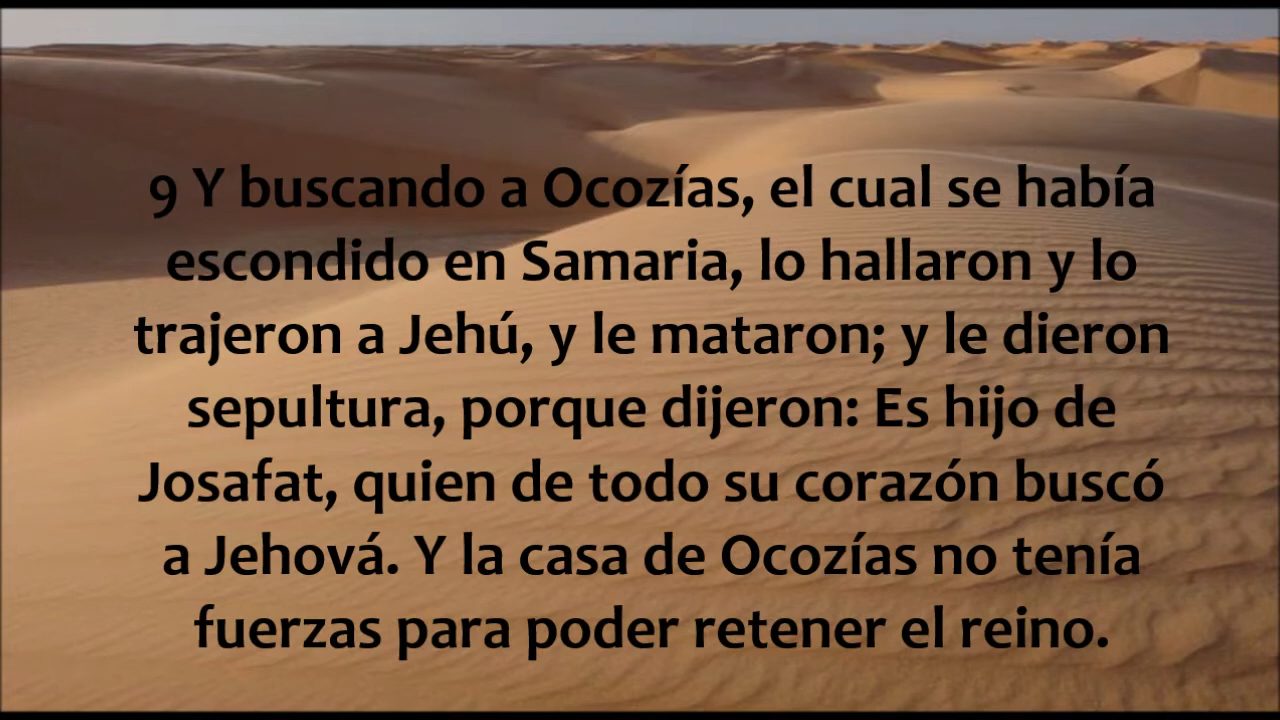 9 Y buscando a Ocozías, el cual se había
escondido en Samaria, lo hallaron y lo
trajeron a Jehú, y le mataron; y le dieron
sepultura, porque dijeron: Es hijo de
Josafat, quien de todo su corazón buscó
a Jehová. Y la casa de Ocozías no tenía
fuerzas para poder retener el reino.